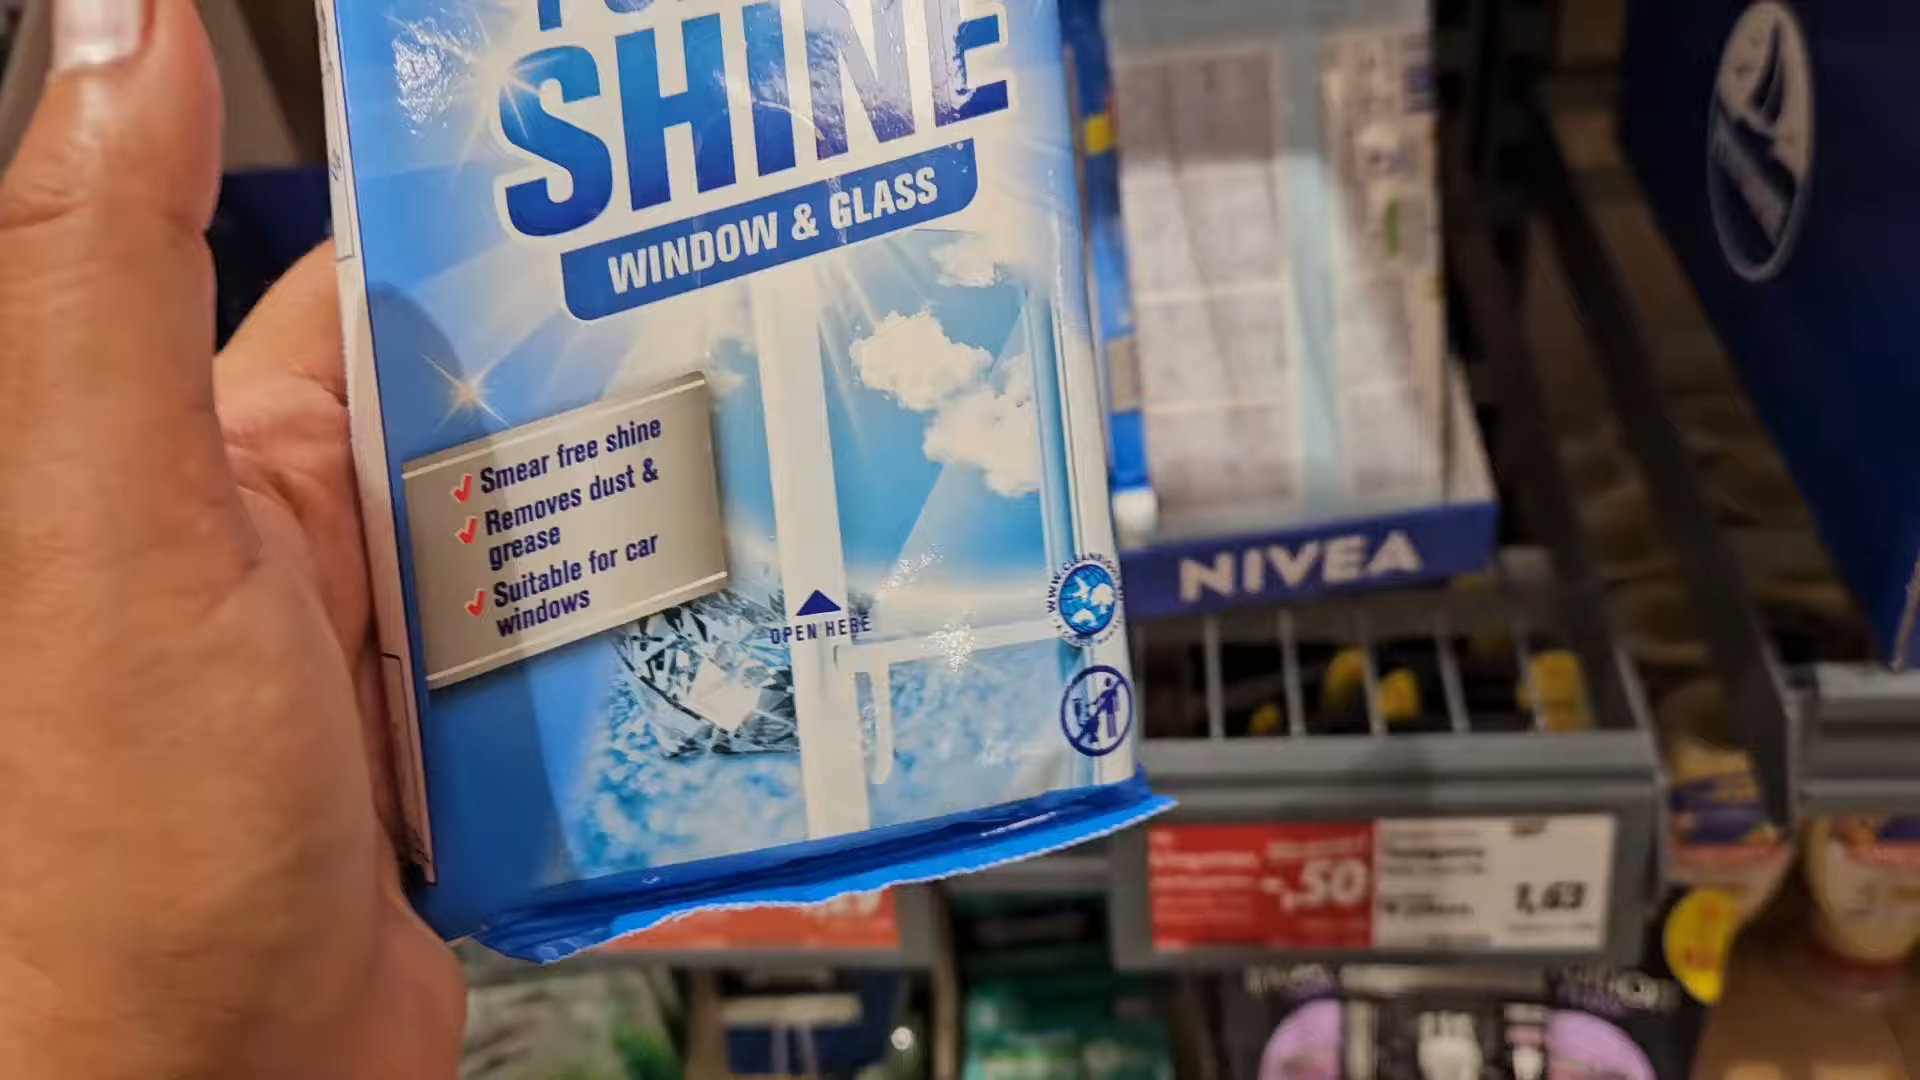 SHINE
WINDOW & GLASS
Smear free shine
Removes dust &
grease
Suitable for car
windows
OPEN HERE
NIVEA
-.50
1,63